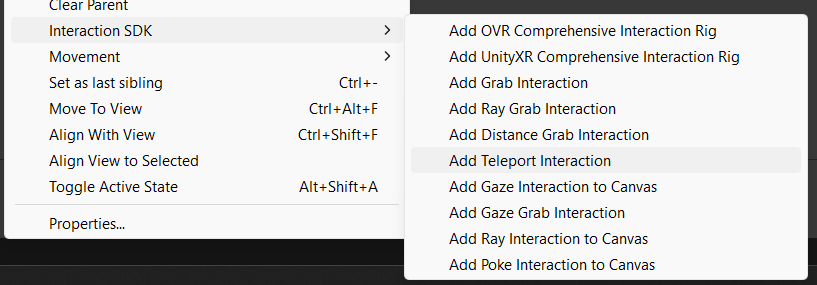 Clear Parent
Interaction SDK
Movement
Set as last sibling Ctrl+-
Move To View Ctrl+Alt+F
Align With View Ctrl+Shift+F
Align View to Selected
Toggle Active State Alt+Shift+A
Properties...
Add OVR Comprehensive Interaction Rig
Add UnityXR Comprehensive Interaction Rig
Add Grab Interaction
Add Ray Grab Interaction
Add Distance Grab Interaction
Add Teleport Interaction
Add Gaze Interaction to Canvas
Add Gaze Grab Interaction
Add Ray Interaction to Canvas
Add Poke Interaction to Canvas